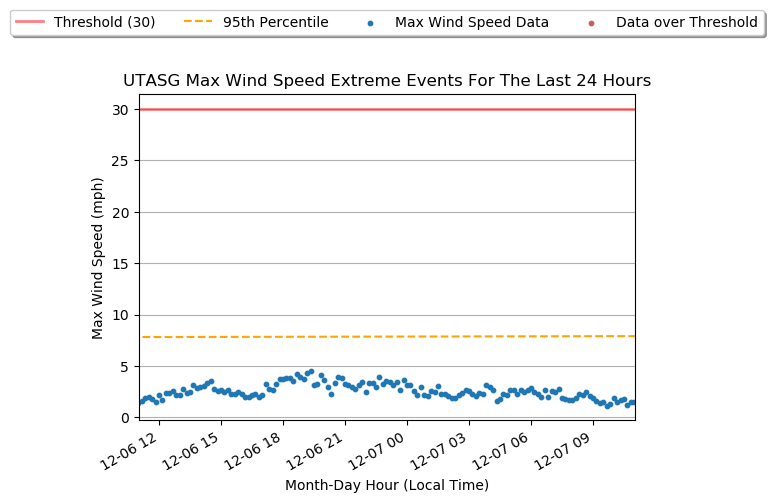 Threshold (30) 95th Percentile Max Wind Speed Data Data over Threshold
UTASG Max Wind Speed Extreme Events For The Last 24 Hours
30
25
20
15
10
5
0
Max Wind Speed (mph)
12-06 12 12-06 15 12-06 18 12-06 21 12-07 00 12-07 03 12-07 06 12-07 09
Month-Day Hour (Local Time)